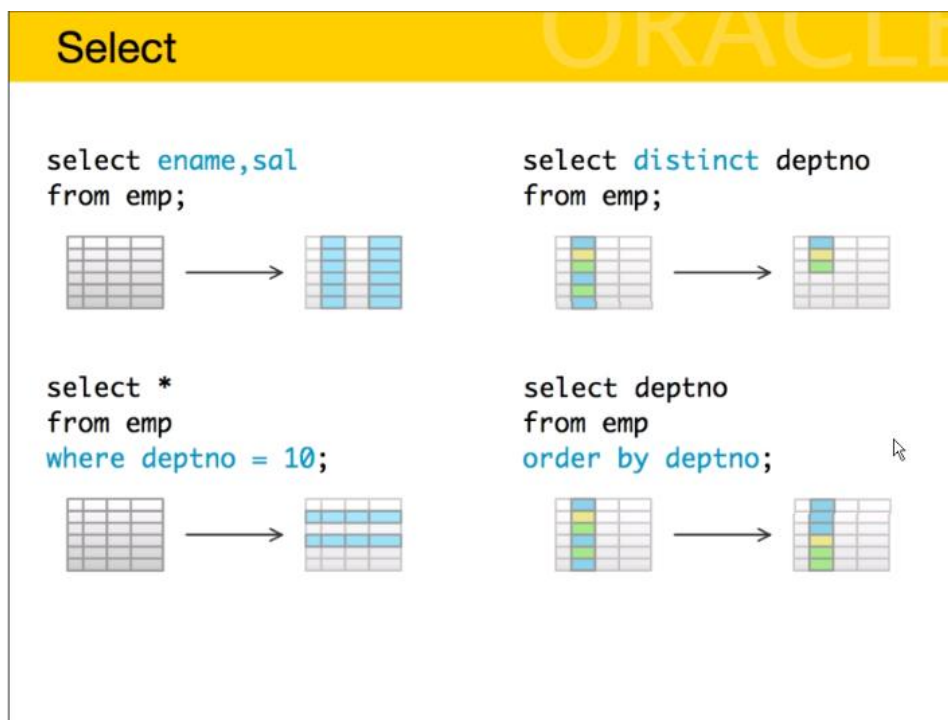 ORACLE
Select
select ename,sal
from emp;
select distinct deptno
from emp;
select *
from emp
where deptno = 10;
select deptno
from emp
order by deptno;